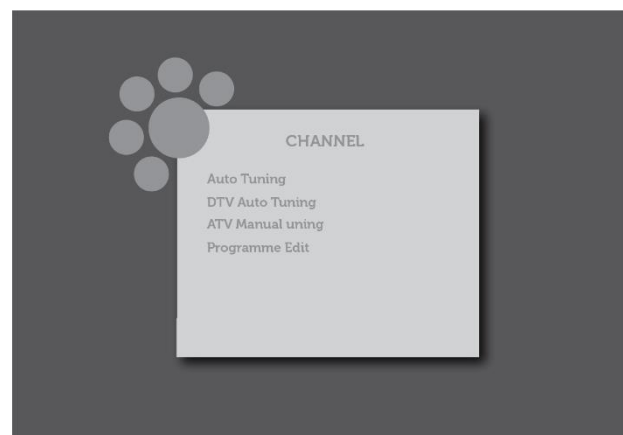 CHANNEL
Auto Tuning
DTV Auto Tuning
ATV Manual uning
Programme Edit